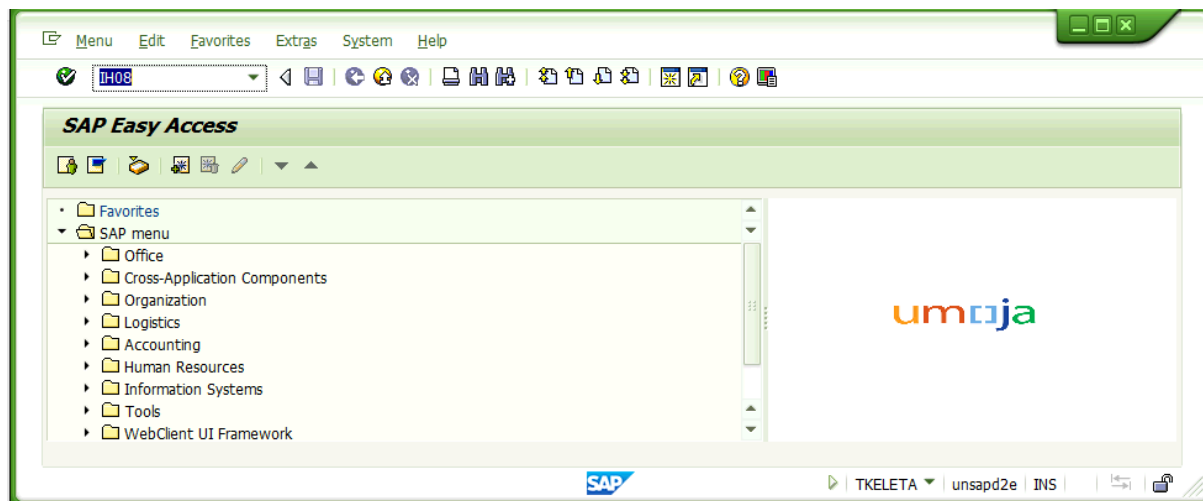 Menu Edit Favorites Extras System Help
IH08
SAP Easy Access
Favorites
SAP menu
Office
Cross-Application Components
Organization
Logistics
Accounting
Human Resources
Information Systems
Tools
WebClient UI Framework
umoja
SAP TKELETA unsapd2e INS